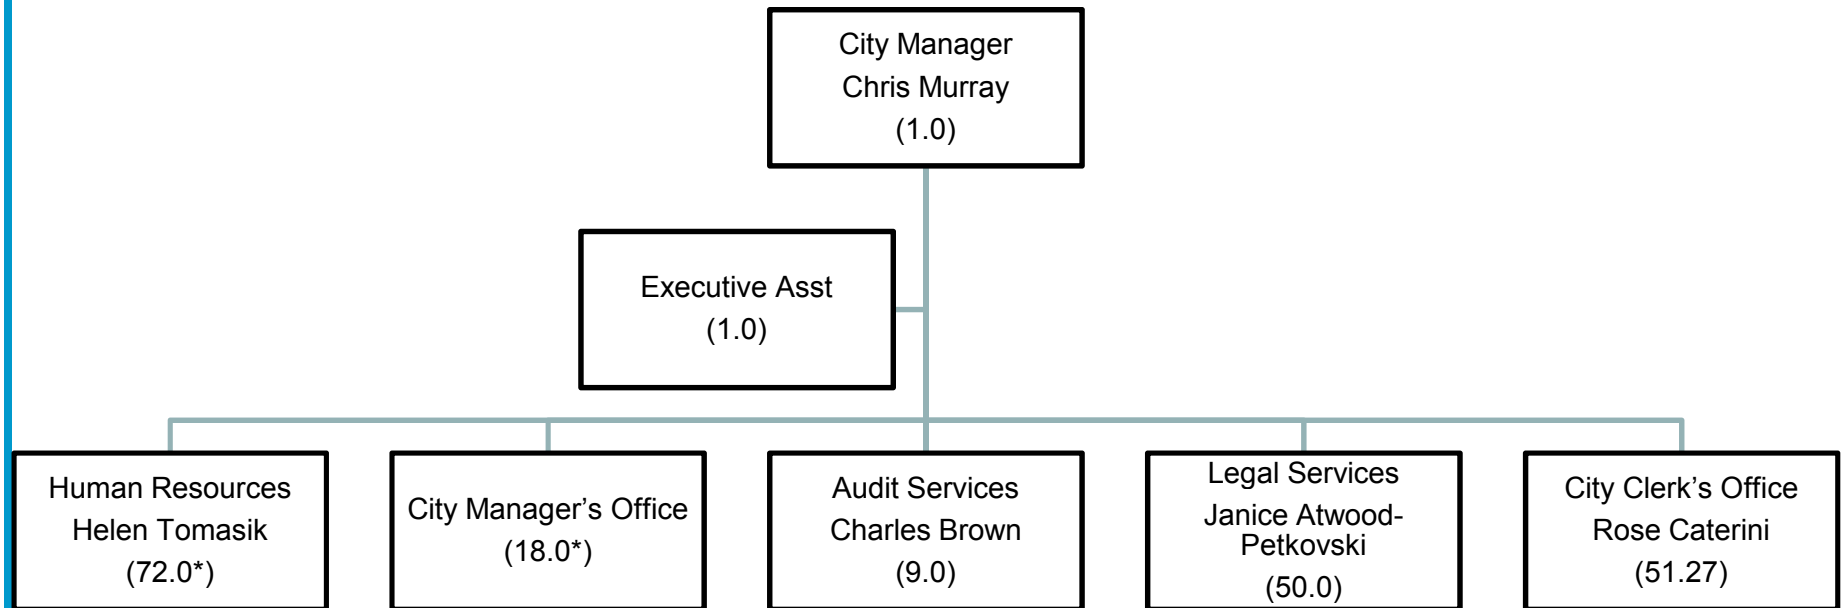 City Manager
Chris Murray
(1.0)
Executive Asst
(1.0)
Human Resources
Helen Tomasik
(72.0*)
City Manager’s Office
(18.0*)
Audit Services
Charles Brown
(9.0)
Legal Services
Janice Atwood-
Petkovski
(50.0)
City Clerk’s Office
Rose Caterini
(51.27)